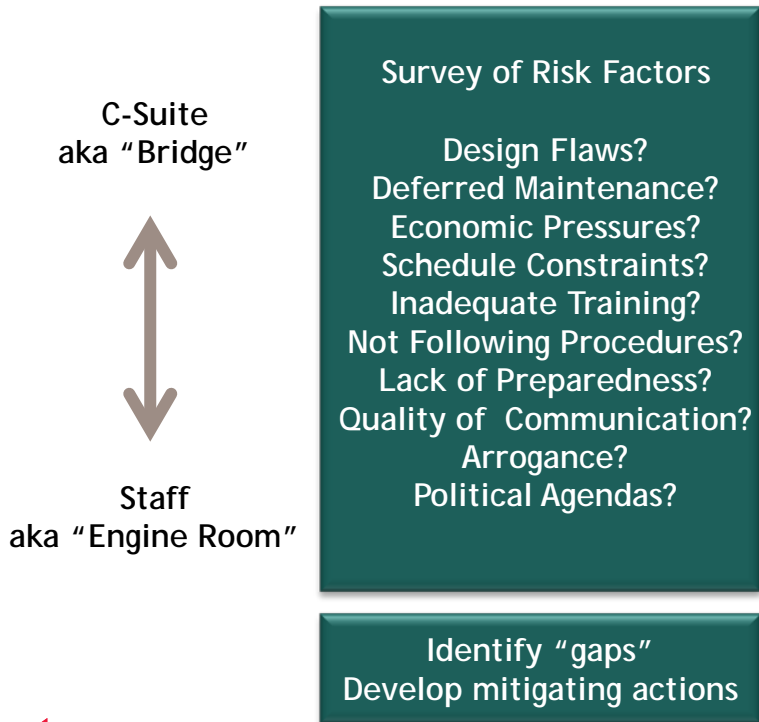 C-Suite
aka “Bridge”
Staff
aka “Engine Room”
Survey of Risk Factors
Design Flaws?
Deferred Maintenance?
Economic Pressures?
Schedule Constraints?
Inadequate Training?
Not Following Procedures?
Lack of Preparedness?
Quality of Communication?
Arrogance?
Political Agendas?
Identify “gaps”
Develop mitigating actions